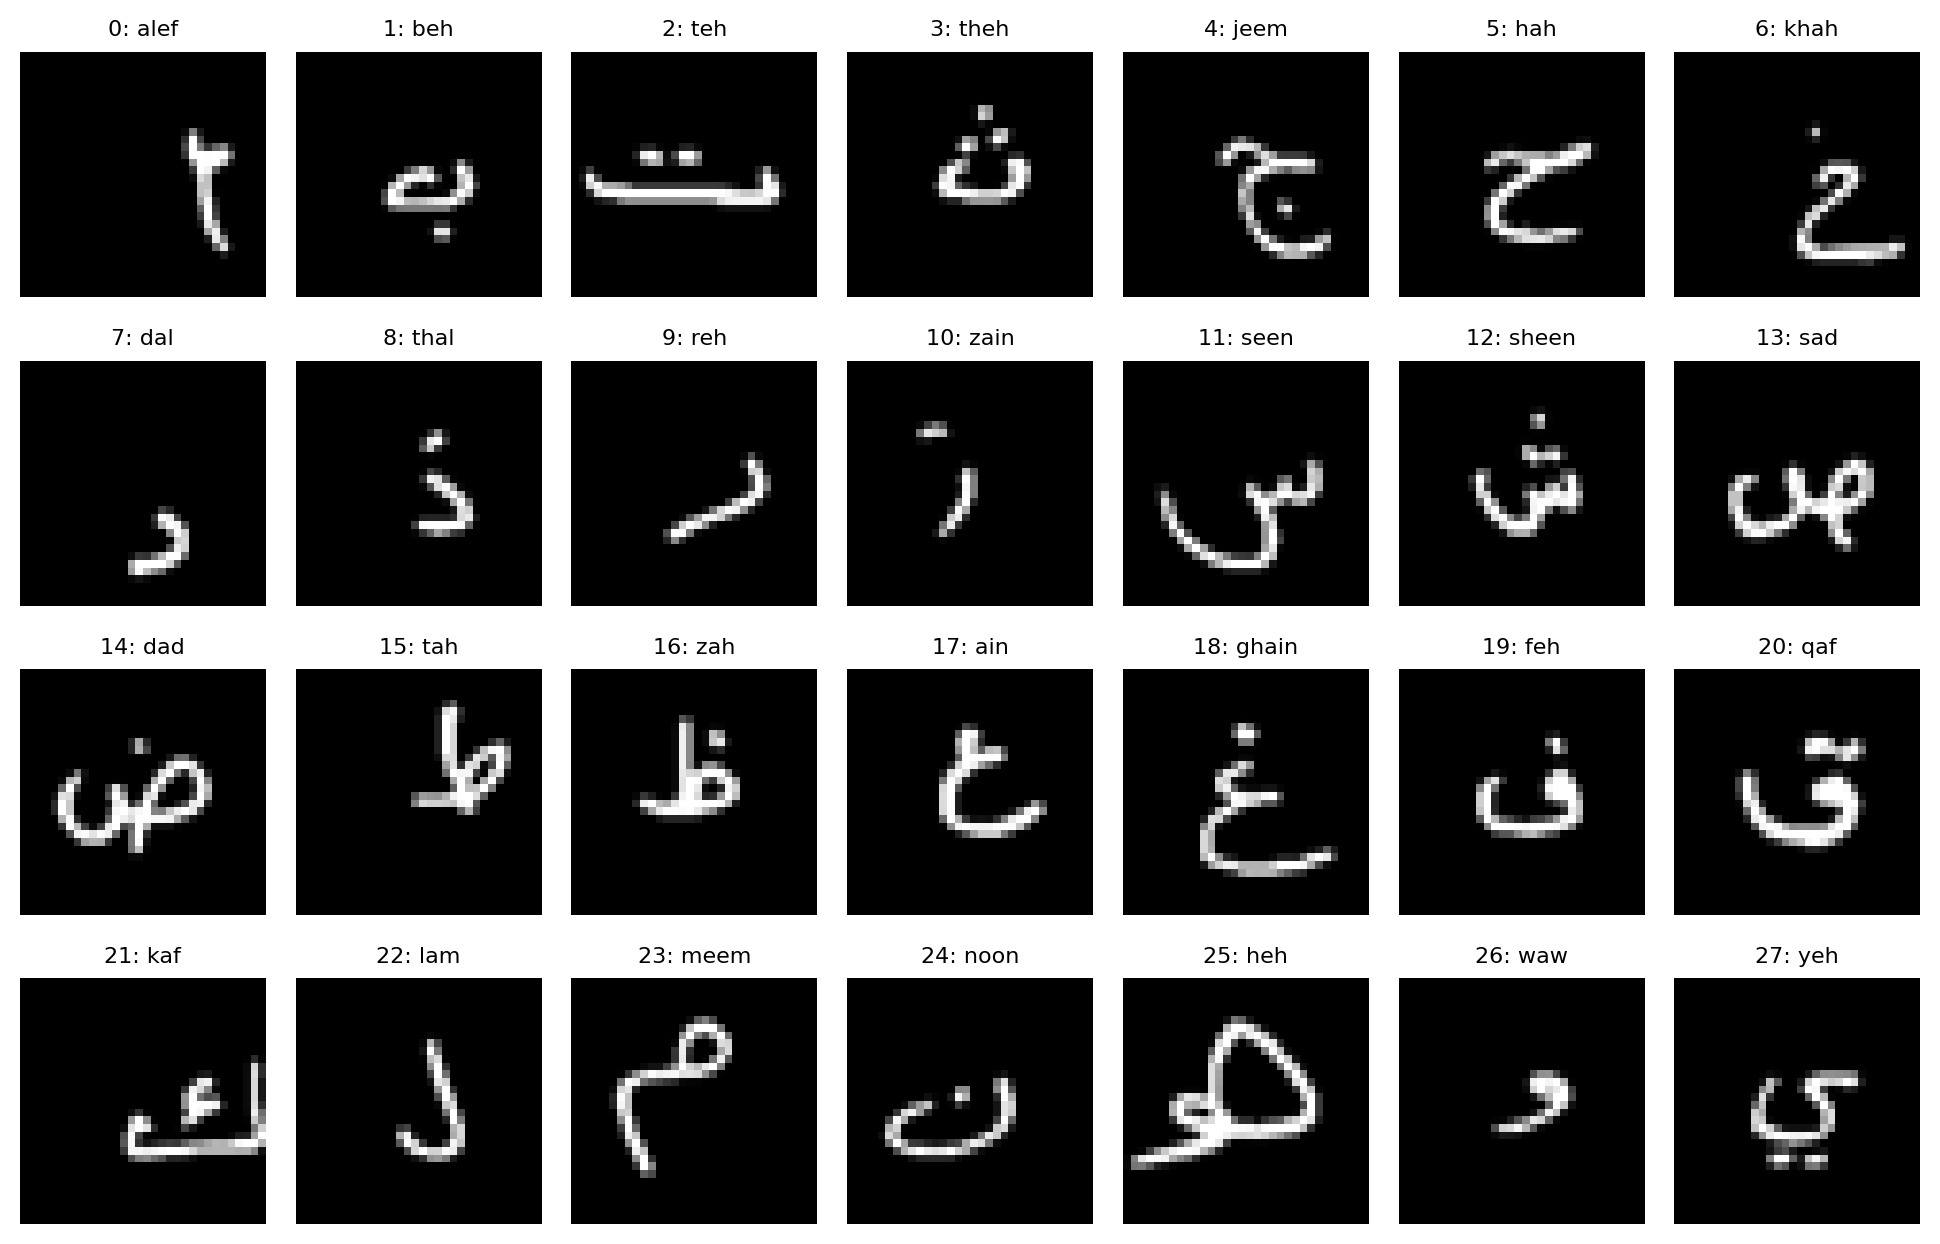 0: alef 1: beh 2: teh 3: theh 4: jeem 5: hah 6: khah
أ
ب
ت
ث
ج
ح
خ
7: dal 8: thal 9: reh 10: zain 11: seen 12: sheen 13: sad
د
ذ
ر
ز
س
ش
ص
14: dad 15: tah 16: zah 17: ain 18: ghain 19: feh 20: qaf
ض
ط
ظ
ع
غ
ف
ق
21: kaf 22: lam 23: meem 24: noon 25: heh 26: waw 27: yeh
ك
ل
م
ن
ه
و
ي